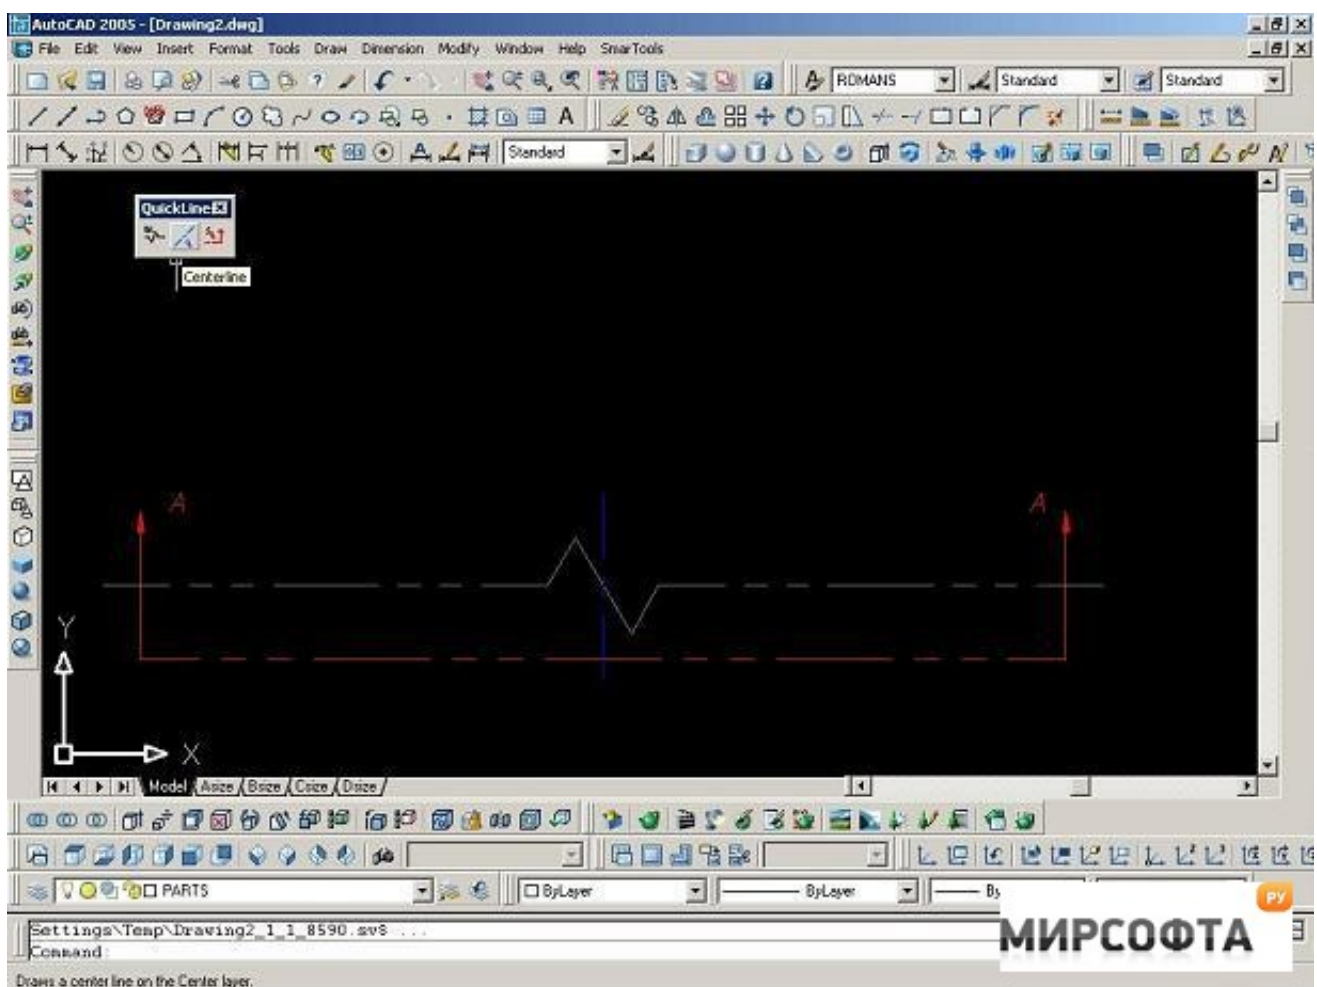 AutoCAD 2005 - [Drawing2.dwg]
File Edit View Insert Format Tools Draw Dimension Modify Window Help SmarTools
ROMANS Standard Standard
Standard
QuickLine
Centerline
A A
Y
X
Model Asize Bsize Csize Dsize
PARTS ByLayer ByLayer By
Settings\Temp\Drawing2_1_1_8590.sv$ ...
Command:
Draws a center line on the Center layer.
РУ
МИРСОФТА